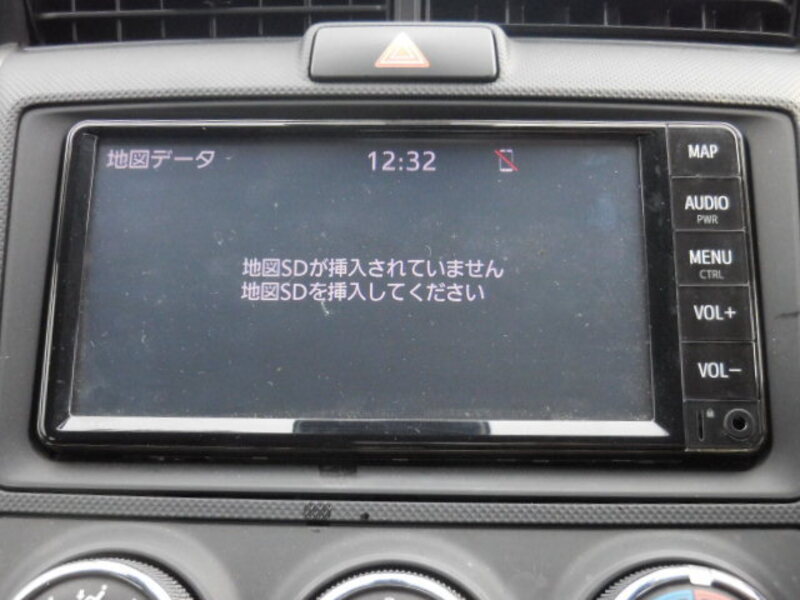 地図データ 12:32
地図SDが挿入されていません
地図SDを挿入してください
MAP
AUDIO
PWR
MENU
CTRL
VOL+
VOL−